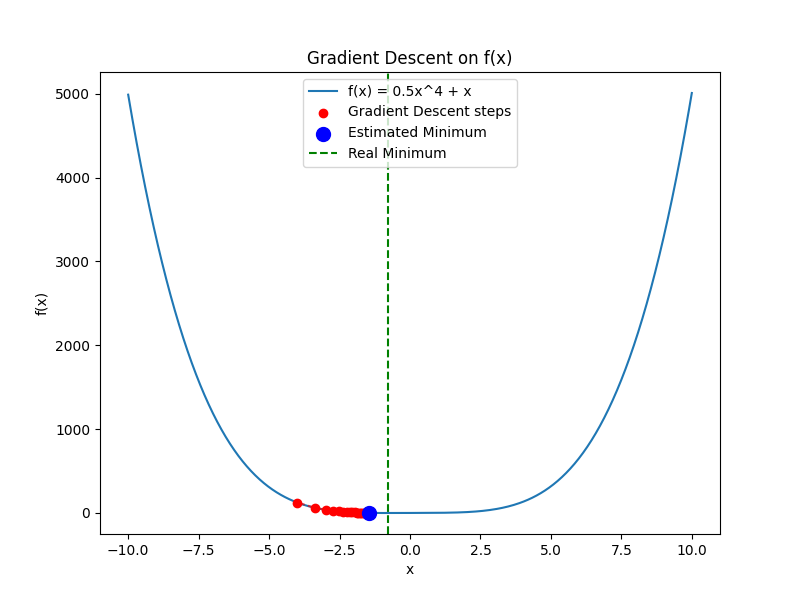 Gradient Descent on f(x)
f(x) = 0.5x^4 + x
Gradient Descent steps
Estimated Minimum
Real Minimum
5000
4000
3000
2000
1000
0
f(x)
−10.0 −7.5 −5.0 −2.5 0.0 2.5 5.0 7.5 10.0
x